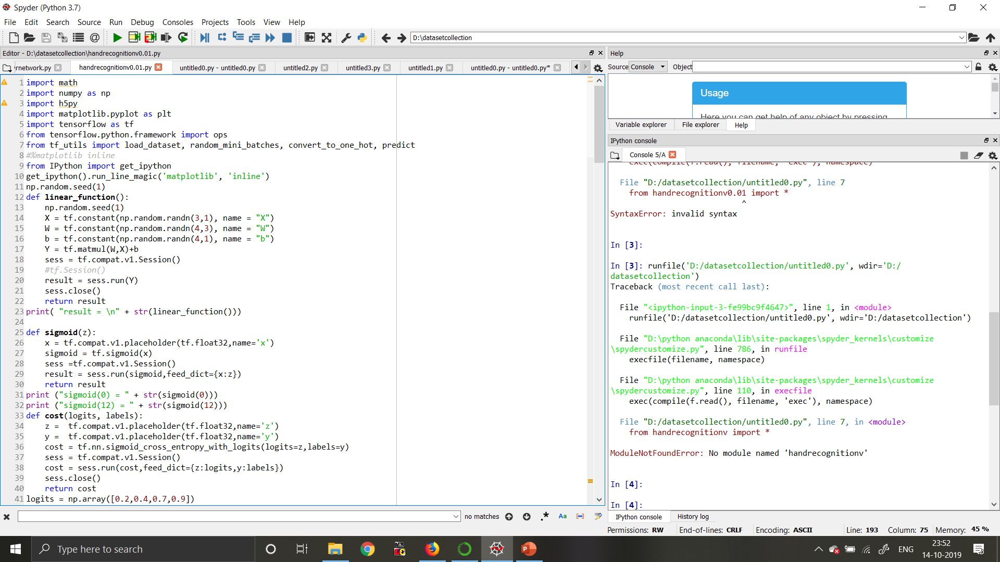 Spyder (Python 3.7)
File Edit Search Source Run Debug Consoles Projects Tools View Help
D:\datasetcollection
Editor - D:\datasetcollection\handrecognitionv0.01.py
rnetwork.py handrecognitionv0.01.py untitled0.py - untitled0.py untitled2.py untitled3.py untitled1.py untitled0.py - untitled0.py*
1 import math
2 import numpy as np
3 import h5py
4 import matplotlib.pyplot as plt
5 import tensorflow as tf
6 from tensorflow.python.framework import ops
7 from tf_utils import load_dataset, random_mini_batches, convert_to_one_hot, predict
8 #%matplotlib inline
9 from IPython import get_ipython
10 get_ipython().run_line_magic('matplotlib', 'inline')
11 np.random.seed(1)
12 def linear_function():
13     np.random.seed(1)
14     X = tf.constant(np.random.randn(3,1), name = "X")
15     W = tf.constant(np.random.randn(4,3), name = "W")
16     b = tf.constant(np.random.randn(4,1), name = "b")
17     Y = tf.matmul(W,X)+b
18     sess = tf.compat.v1.Session()
19     #tf.Session()
20     result = sess.run(Y)
21     sess.close()
22     return result
23 print( "result = \n" + str(linear_function()))
24
25 def sigmoid(z):
26     x = tf.compat.v1.placeholder(tf.float32,name='x')
27     sigmoid = tf.sigmoid(x)
28     sess =tf.compat.v1.Session()
29     result = sess.run(sigmoid,feed_dict={x:z})
30     return result
31 print ("sigmoid(0) = " + str(sigmoid(0)))
32 print ("sigmoid(12) = " + str(sigmoid(12)))
33 def cost(logits, labels):
34     z =  tf.compat.v1.placeholder(tf.float32,name='z')
35     y =  tf.compat.v1.placeholder(tf.float32,name='y')
36     cost = tf.nn.sigmoid_cross_entropy_with_logits(logits=z,labels=y)
37     sess = tf.compat.v1.Session()
38     cost = sess.run(cost,feed_dict={z:logits,y:labels})
39     sess.close()
40     return cost
41 logits = np.array([0.2,0.4,0.7,0.9])
no matches .* Aa
Help
Source Console Object
Usage
Here you can get help of any object by pressing
Variable explorer File explorer Help
IPython console
Console 5/A
exec(compile(f.read(), filename, 'exec'), namespace)
File "D:/datasetcollection/untitled0.py", line 7
from handrecognitionv0.01 import *
^
SyntaxError: invalid syntax
In [3]:
In [3]: runfile('D:/datasetcollection/untitled0.py', wdir='D:/
datasetcollection')
Traceback (most recent call last):
File "<ipython-input-3-fe99bc9f4647>", line 1, in <module>
runfile('D:/datasetcollection/untitled0.py', wdir='D:/datasetcollection')
File "D:\python anaconda\lib\site-packages\spyder_kernels\customize
\spydercustomize.py", line 786, in runfile
execfile(filename, namespace)
File "D:\python anaconda\lib\site-packages\spyder_kernels\customize
\spydercustomize.py", line 110, in execfile
exec(compile(f.read(), filename, 'exec'), namespace)
File "D:/datasetcollection/untitled0.py", line 7, in <module>
from handrecognitionv import *
ModuleNotFoundError: No module named 'handrecognitionv'
In [4]:
In [4]:
IPython console History log
Permissions: RW End-of-lines: CRLF Encoding: ASCII Line: 193 Column: 75 Memory: 45 %
Type here to search
ENG
23:52
14-10-2019